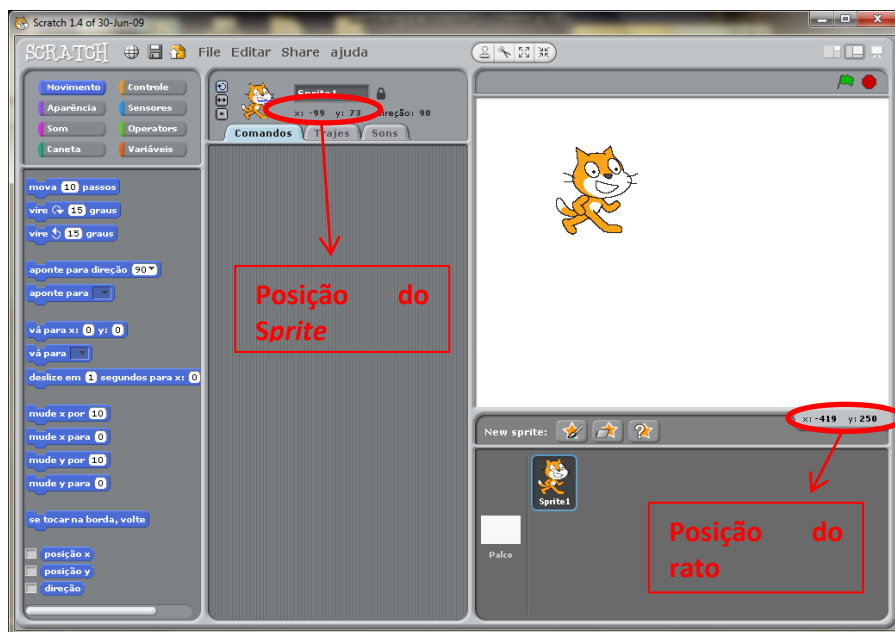 Scratch 1.4 of 30-Jun-09
SCRATCH File Editar Share ajuda
Movimento Controle
Aparência Sensores
Som Operators
Caneta Variáveis
mova 10 passos
vire 15 graus
vire 15 graus
aponte para direção 90
aponte para
vá para x: 0 y: 0
vá para
deslize em 1 segundos para x: 0
mude x por 10
mude x para 0
mude y por 10
mude y para 0
se tocar na borda, volte
posição x
posição y
direção
Sprite1
x: -99 y: 73 direção: 90
Comandos Trajes Sons
Posição do
Sprite
x: -419 y: 250
New sprite:
Sprite1
Palco
Posição do
rato